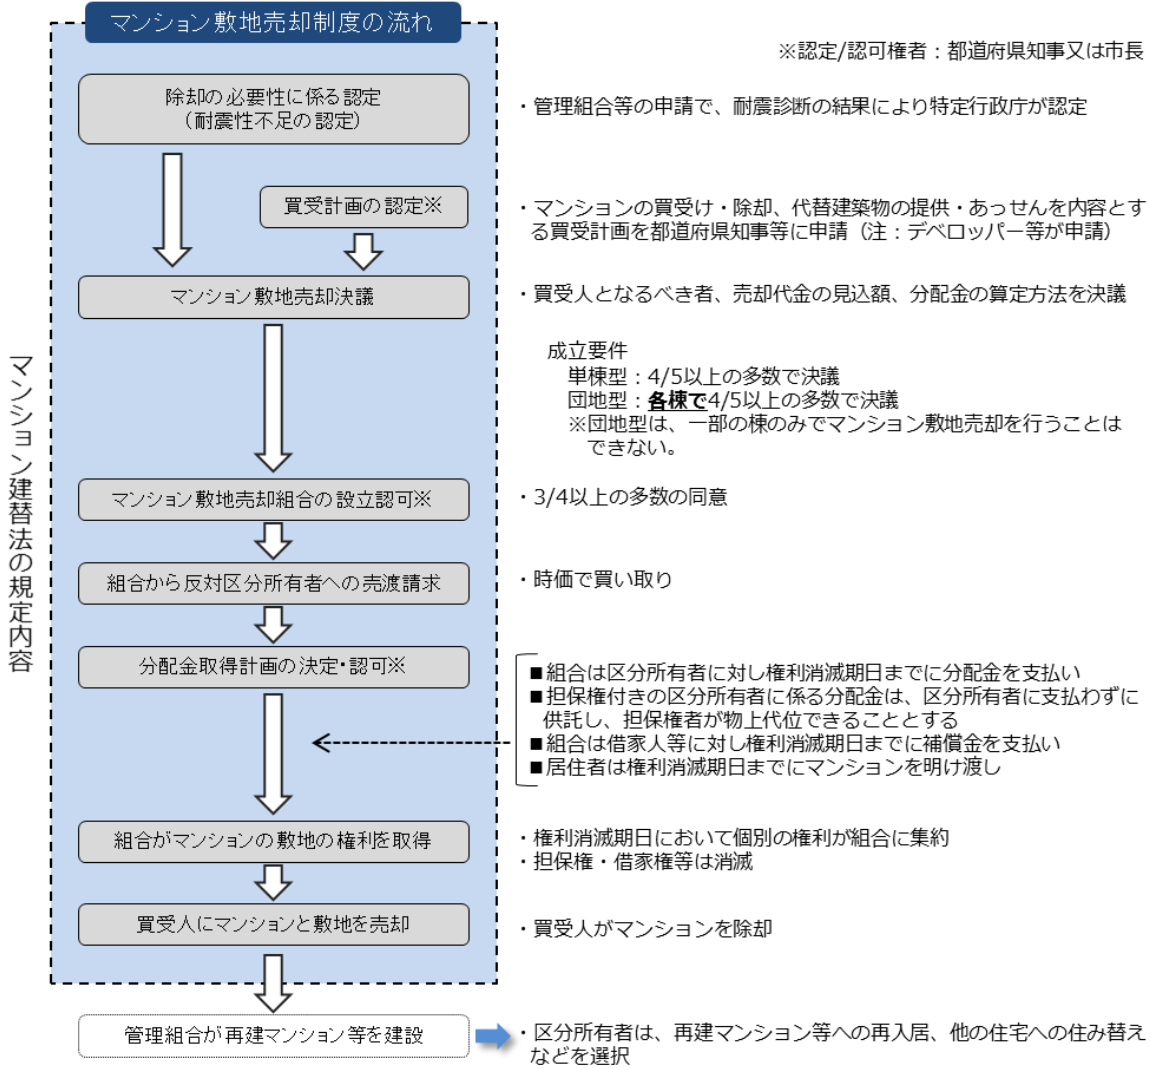 マンション敷地売却制度の流れ
※認定/認可権者：都道府県知事又は市長
マンション建替法の規定内容
除却の必要性に係る認定
（耐震性不足の認定）
・管理組合等の申請で、耐震診断の結果により特定行政庁が認定
買受計画の認定※
・マンションの買受け・除却、代替建築物の提供・あっせんを内容とす
る買受計画を都道府県知事等に申請（注：デベロッパー等が申請）
マンション敷地売却決議
・買受人となるべき者、売却代金の見込額、分配金の算定方法を決議
成立要件
単棟型：4/5以上の多数で決議
団地型：各棟で4/5以上の多数で決議
※団地型は、一部の棟のみでマンション敷地売却を行うことは
できない。
マンション敷地売却組合の設立認可※
・3/4以上の多数の同意
組合から反対区分所有者への売渡請求
・時価で買い取り
分配金取得計画の決定・認可※
■組合は区分所有者に対し権利消滅期日までに分配金を支払い
■担保権付きの区分所有者に係る分配金は、区分所有者に支払わずに
供託し、担保権者が物上代位できることとする
■組合は借家人等に対し権利消滅期日までに補償金を支払い
■居住者は権利消滅期日までにマンションを明け渡し
組合がマンションの敷地の権利を取得
・権利消滅期日において個別の権利が組合に集約
・担保権・借家権等は消滅
買受人にマンションと敷地を売却
・買受人がマンションを除却
管理組合が再建マンション等を建設
・区分所有者は、再建マンション等への再入居、他の住宅への住み替え
などを選択